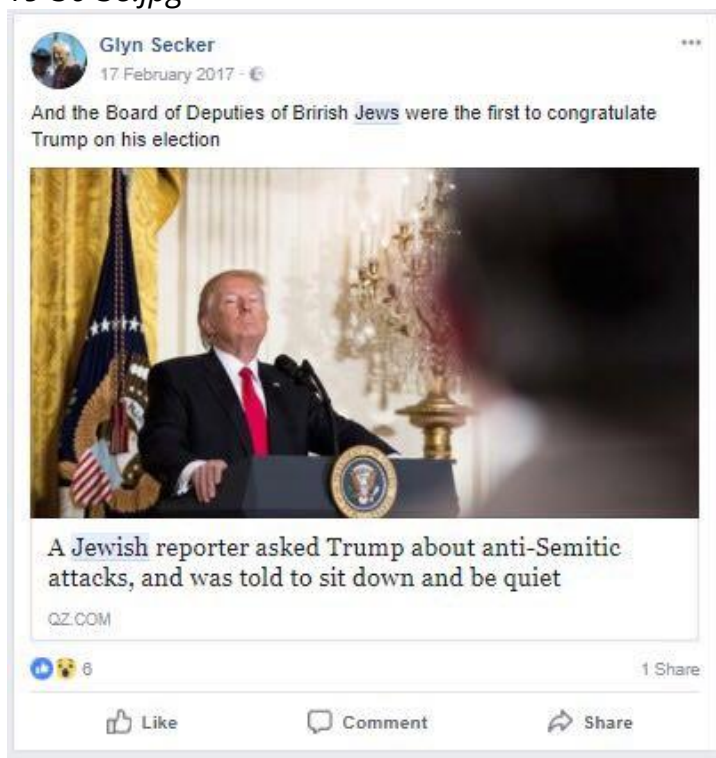 Glyn Secker
17 February 2017
And the Board of Deputies of Brirish Jews were the first to congratulate
Trump on his election
A Jewish reporter asked Trump about anti-Semitic
attacks, and was told to sit down and be quiet
QZ.COM
6
1 Share
Like
Comment
Share